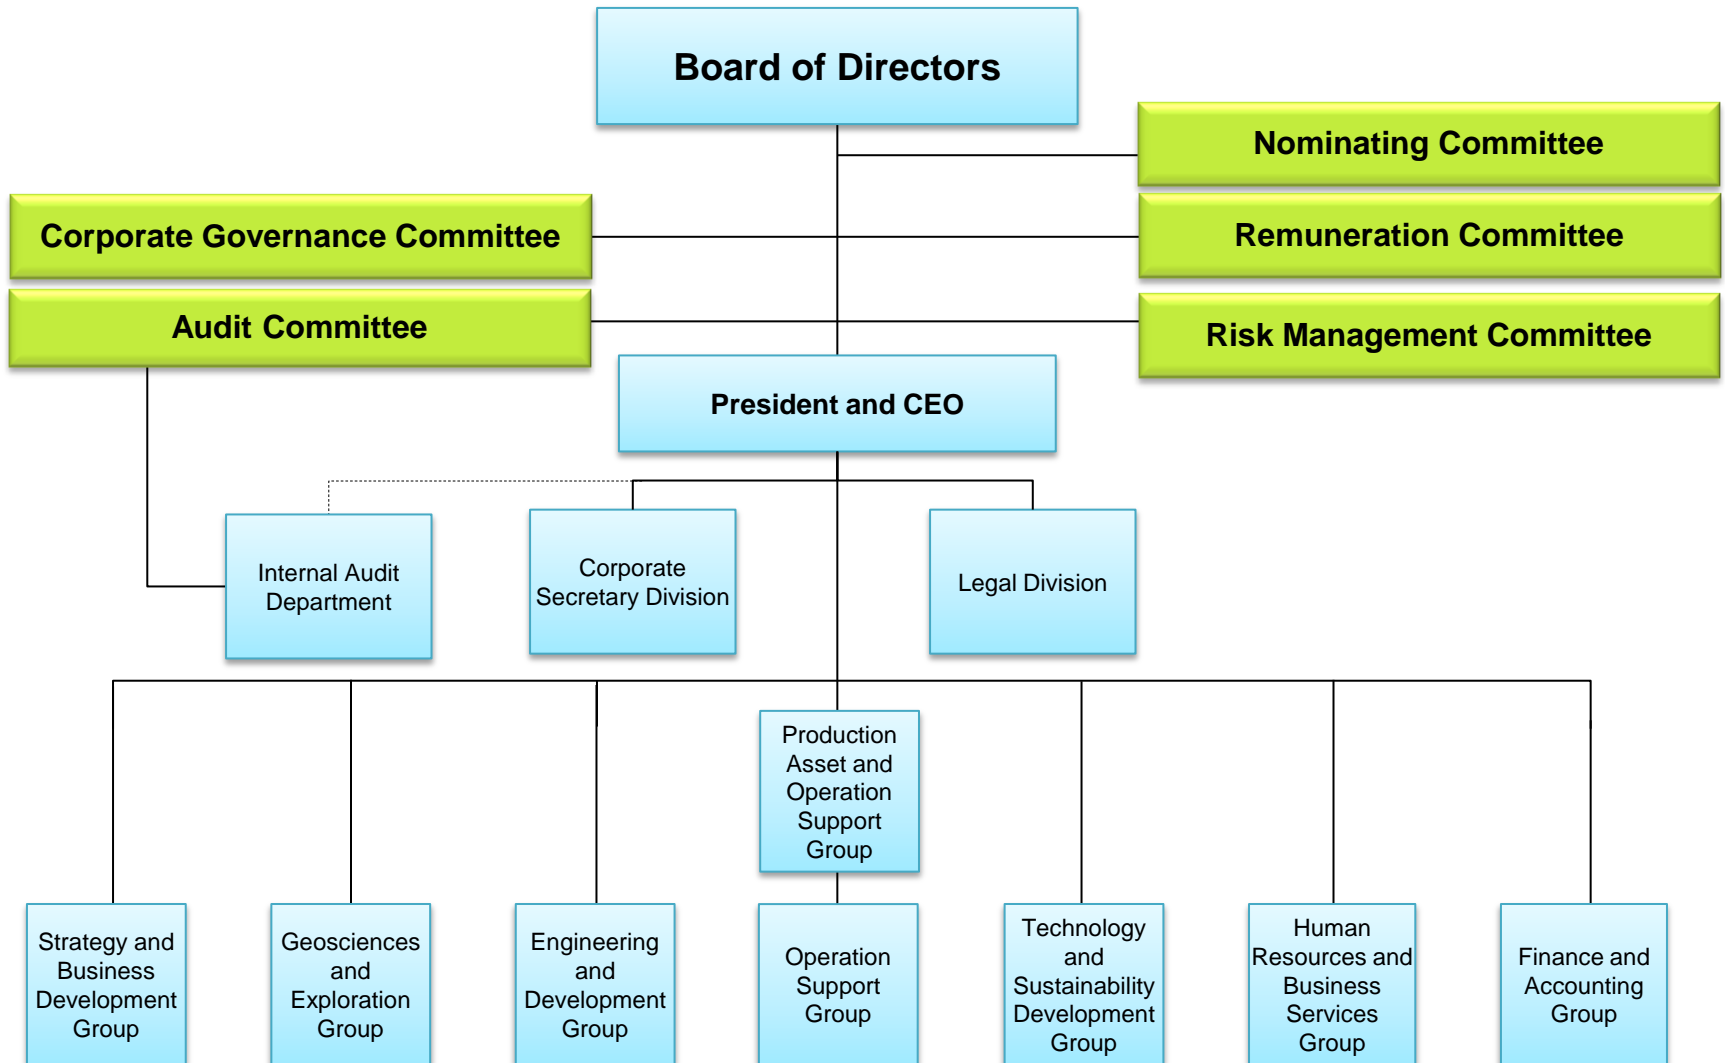 Board of Directors
Nominating Committee
Corporate Governance Committee
Remuneration Committee
Audit Committee
Risk Management Committee
President and CEO
Internal Audit
Department
Corporate
Secretary Division
Legal Division
Production
Asset and
Operation
Support
Group
Strategy and
Business
Development
Group
Geosciences
and
Exploration
Group
Engineering
and
Development
Group
Operation
Support
Group
Technology
and
Sustainability
Development
Group
Human
Resources and
Business
Services
Group
Finance and
Accounting
Group